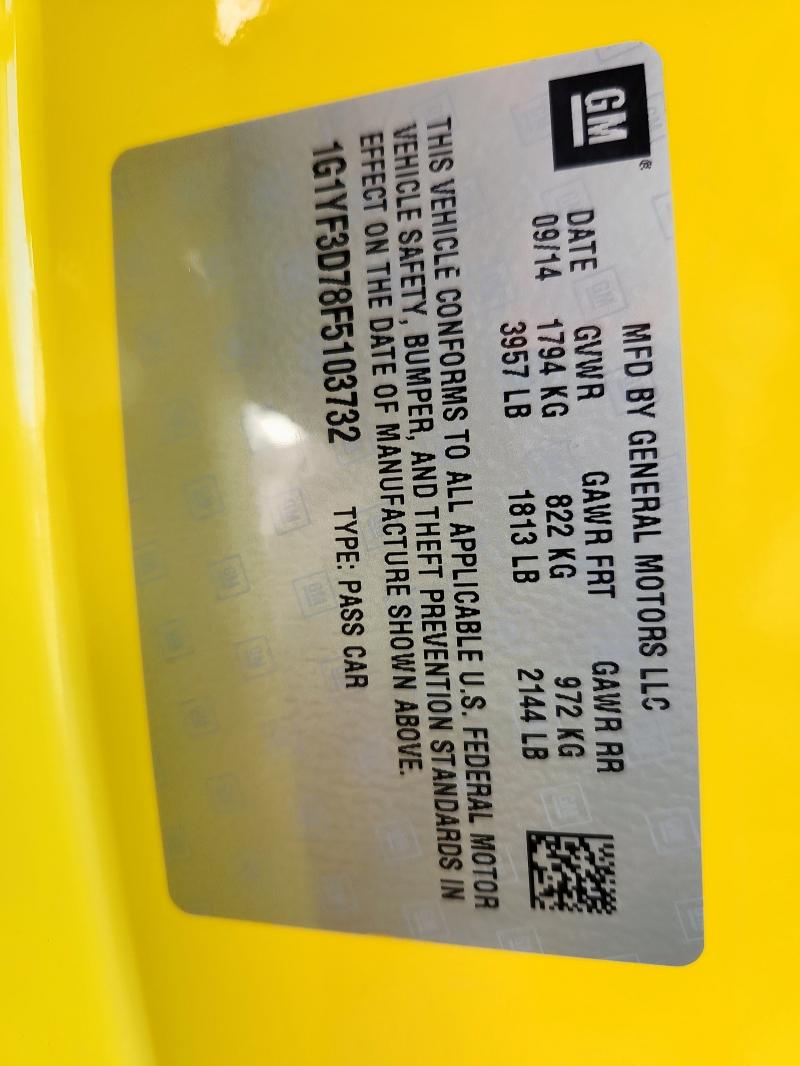 GM®
MFD BY GENERAL MOTORS LLC
DATE GVWR GAWR FRT GAWR RR
09/14 1794 KG 822 KG 972 KG
3957 LB 1813 LB 2144 LB
THIS VEHICLE CONFORMS TO ALL APPLICABLE U.S. FEDERAL MOTOR
VEHICLE SAFETY, BUMPER, AND THEFT PREVENTION STANDARDS IN
EFFECT ON THE DATE OF MANUFACTURE SHOWN ABOVE.
1G1YF3D78F5103732 TYPE: PASS CAR